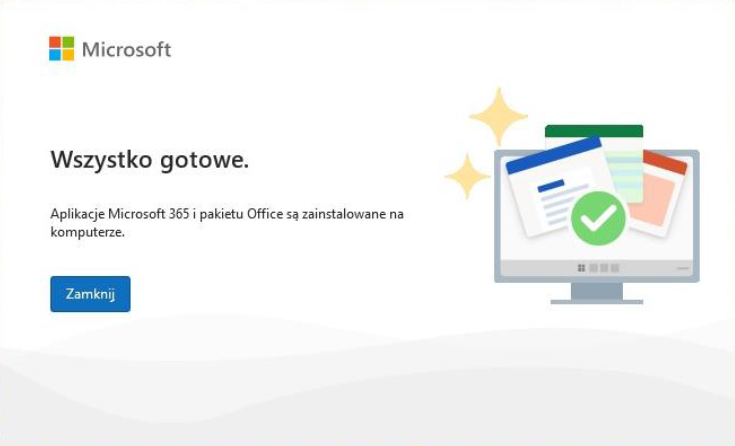 Microsoft
Wszystko gotowe.
Aplikacje Microsoft 365 i pakietu Office są zainstalowane na
komputerze.
Zamknij